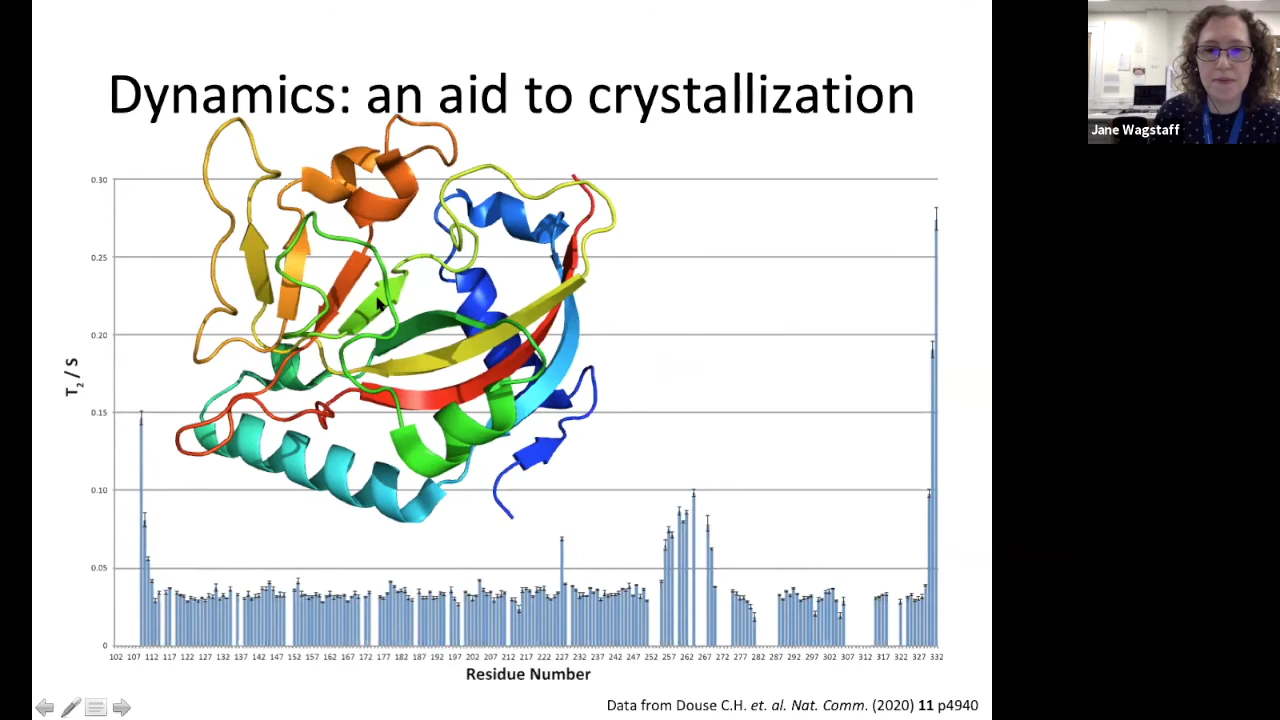 Dynamics: an aid to crystallization
Jane Wagstaff
0.30
0.25
0.20
0.15
0.10
0.05
0
T2 / S
102 107 112 117 122 127 132 137 142 147 152 157 162 167 172 177 182 187 192 197 202 207 212 217 222 227 232 237 242 247 252 257 262 267 272 277 282 287 292 297 302 307 312 317 322 327 332
Residue Number
Data from Douse C.H. et. al. Nat. Comm. (2020) 11 p4940